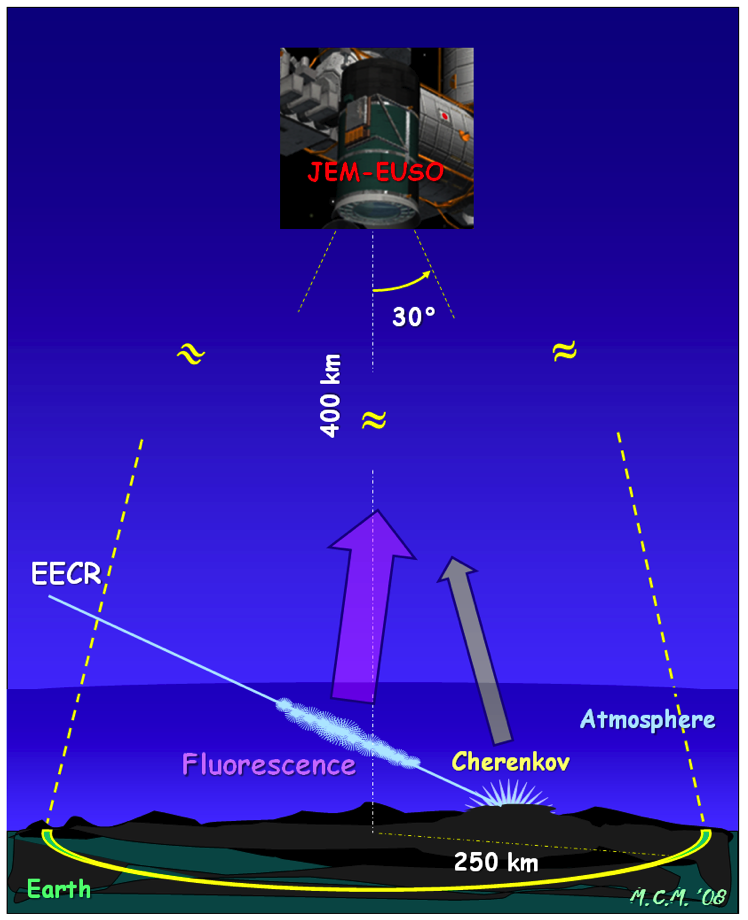 JEM-EUSO
30°
400 km
EECR
Atmosphere
Fluorescence
Cherenkov
250 km
Earth
M.C.M. '08